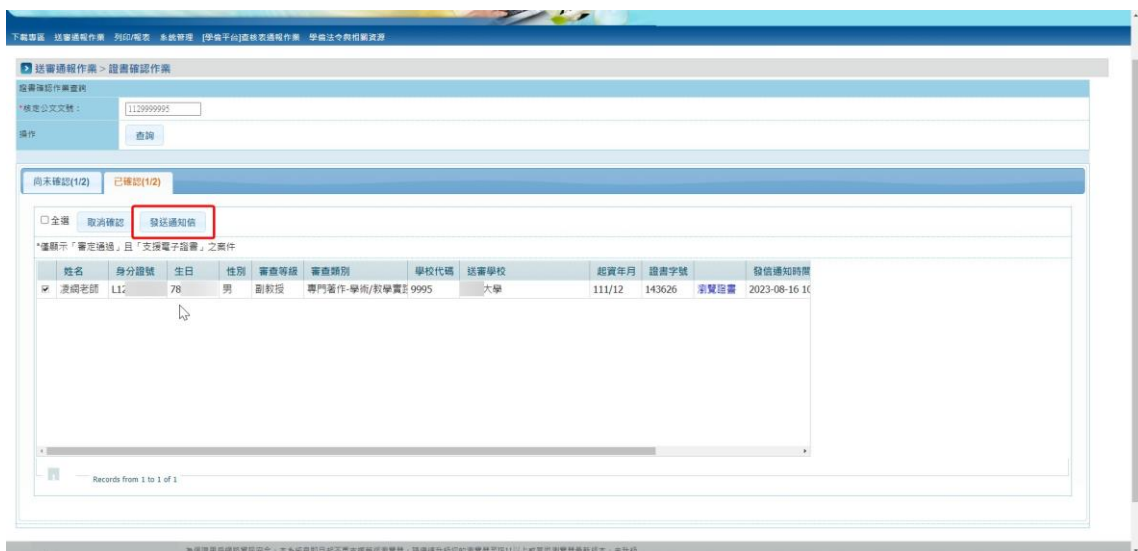 下載專區 送審通報作業 列印/報表 系統管理 [學倫平台]查核表通報作業 學倫法令與相關資源
送審通報作業 > 證書確認作業
證書確認作業查詢
*核定公文文號： 1129999995
操作 查詢
尚未確認(1/2) 已確認(1/2)
全選 取消確認 發送通知信
*僅顯示「審定通過」且「支援電子證書」之案件
姓名 身分證號 生日 性別 審查等級 審查類別 學校代碼 送審學校 起資年月 證書字號 發信通知時間
凌網老師 L12 78 男 副教授 專門著作-學術/教學實 9995 大學 111/12 143626 瀏覽證書 2023-08-16 10
1 Records from 1 to 1 of 1